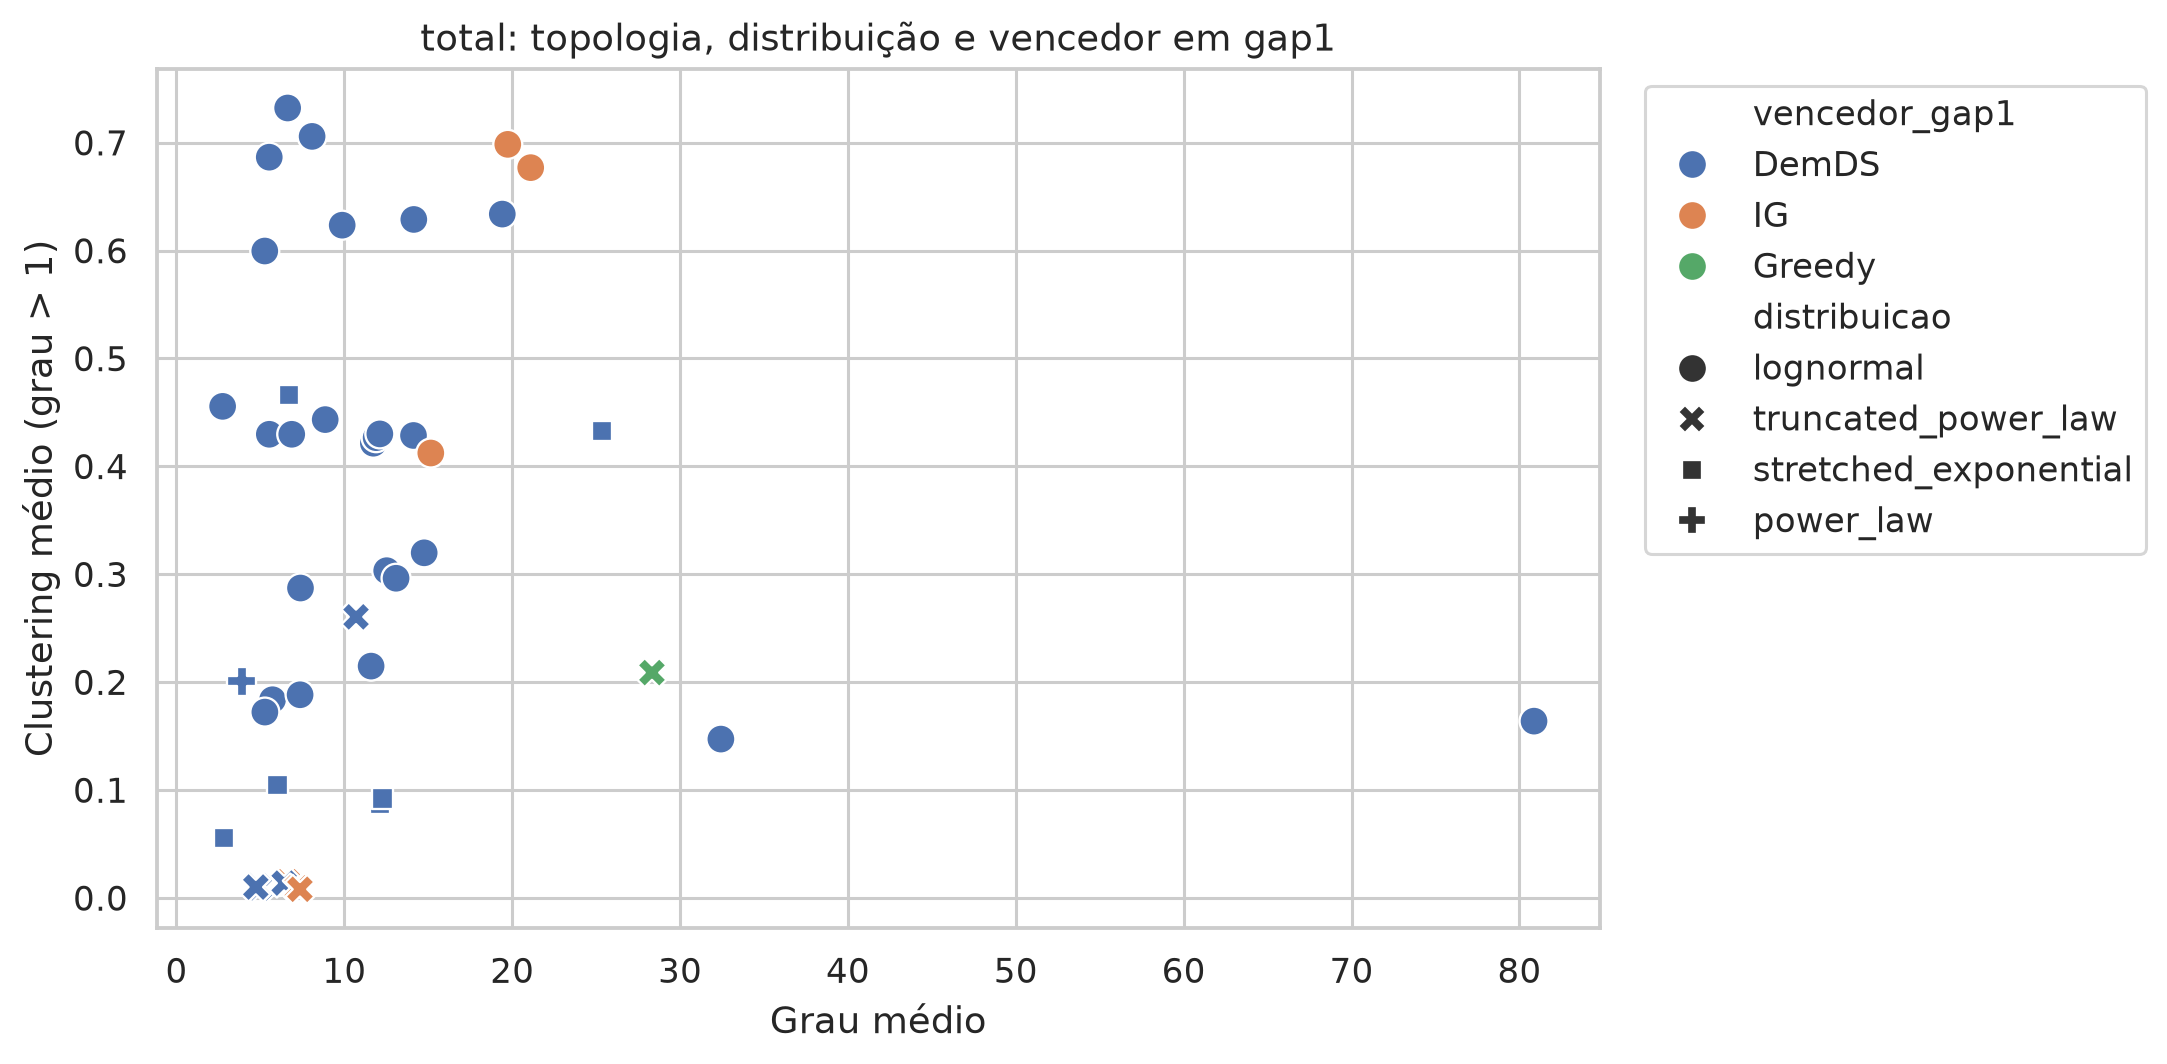 total: topologia, distribuição e vencedor em gap1
Clustering médio (grau > 1)
0.7
0.6
0.5
0.4
0.3
0.2
0.1
0.0
0 10 20 30 40 50 60 70 80
Grau médio
vencedor_gap1
DemDS
IG
Greedy
distribuicao
lognormal
truncated_power_law
stretched_exponential
power_law